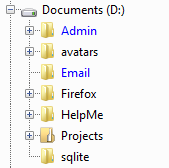 Documents (D:)
Admin
avatars
Email
Firefox
HelpMe
Projects
sqlite